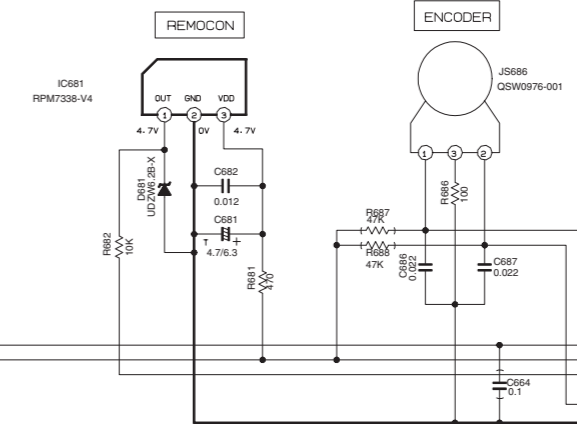 REMOCON
ENCODER
IC681
RPM7338-V4
JS686
QSW0976-001
OUT GND VDD
1 2 3
4.7V 0V 4.7V
1 3 2
D681
UDZW6.2B-X
C682
0.012
C681
T +
4.7/6.3
R682
10K
R681
470
R686
100
R687
47K
R688
47K
C686
0.022
C687
0.022
C664
0.1